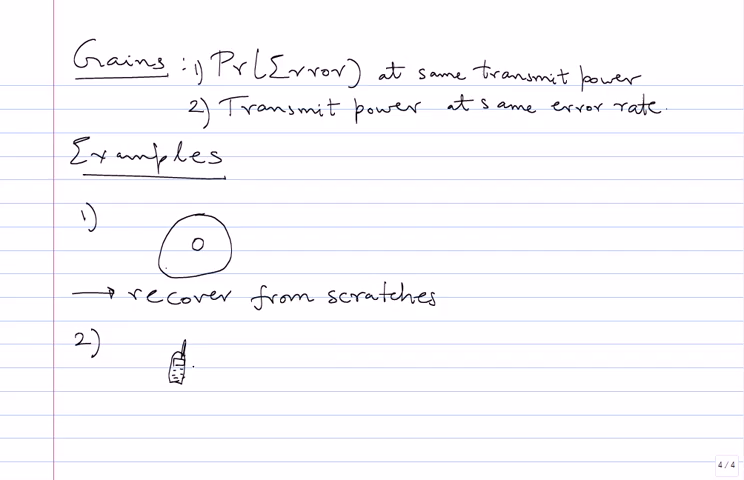 Gains : 1) Pr(Error) at same transmit power
2) Transmit power at same error rate.
Examples
1)
→ recover from scratches
2)
4 / 4